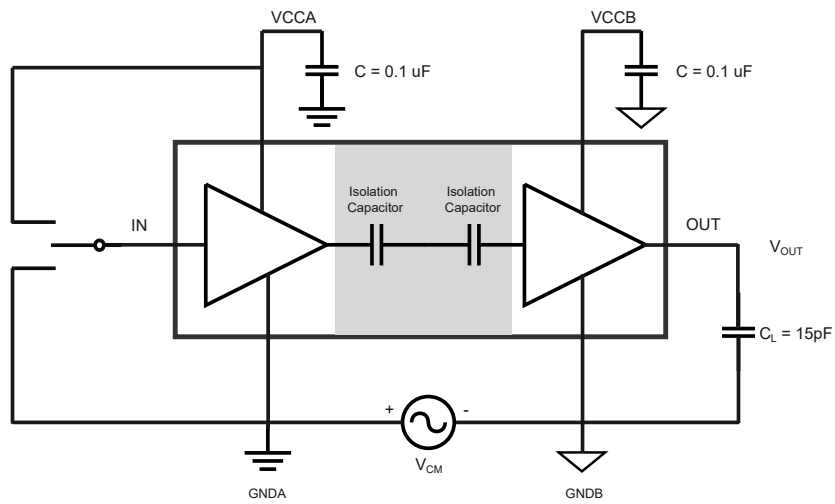 VCCA
VCCB
C = 0.1 uF
C = 0.1 uF
Isolation
Capacitor
Isolation
Capacitor
IN
OUT
VOUT
CL = 15pF
+
-
VCM
GNDA
GNDB